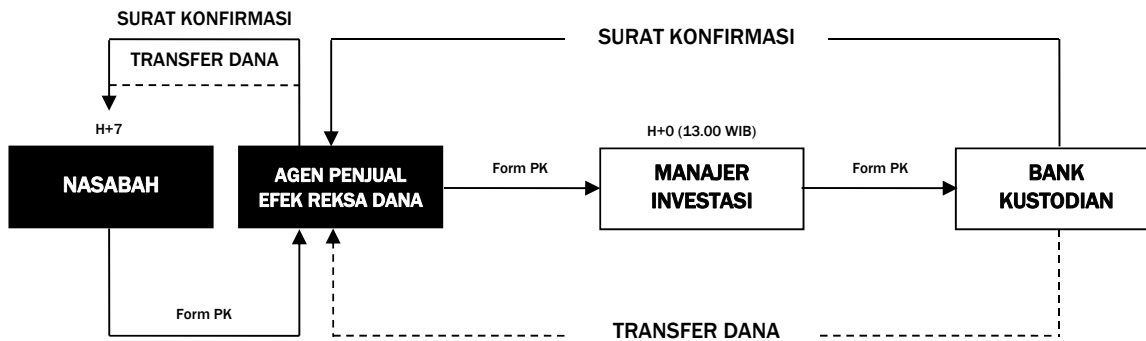 SURAT KONFIRMASI
TRANSFER DANA
SURAT KONFIRMASI
H+7
H+0 (13.00 WIB)
NASABAH
AGEN PENJUAL
EFEK REKSA DANA
Form PK
MANAJER
INVESTASI
Form PK
BANK
KUSTODIAN
Form PK
TRANSFER DANA